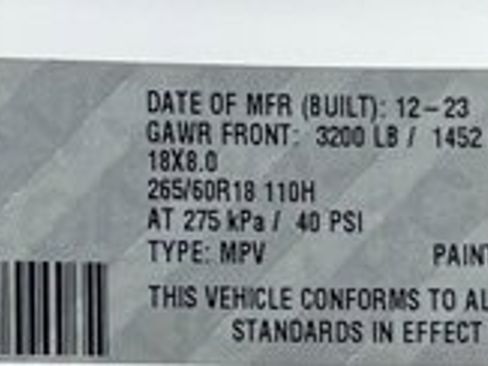 DATE OF MFR (BUILT): 12-23
GAWR FRONT: 3200 LB / 1452
18X8.0
265/60R18 110H
AT 275 kPa / 40 PSI
TYPE: MPV PAINT
THIS VEHICLE CONFORMS TO AL
STANDARDS IN EFFECT